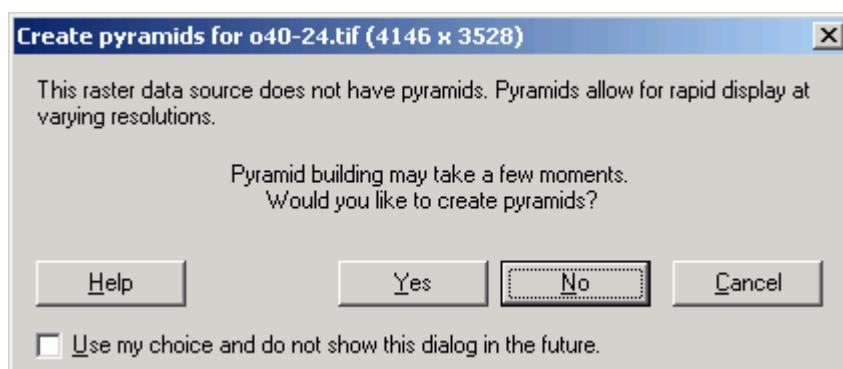 Create pyramids for o40-24.tif (4146 x 3528)
This raster data source does not have pyramids. Pyramids allow for rapid display at
varying resolutions.
Pyramid building may take a few moments.
Would you like to create pyramids?
Help Yes No Cancel
Use my choice and do not show this dialog in the future.